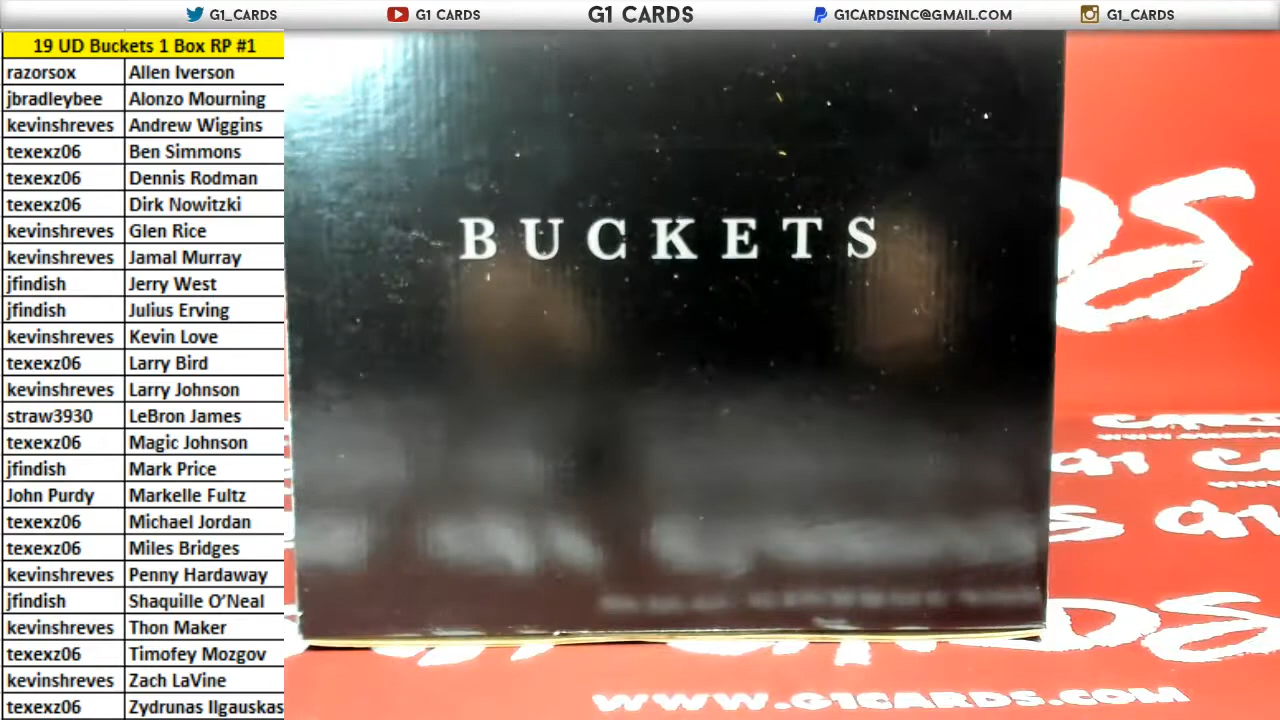 G1_CARDS G1 CARDS G1 CARDS G1CARDSINC@GMAIL.COM G1_CARDS
19 UD Buckets 1 Box RP #1
razorsox Allen Iverson
jbradleybee Alonzo Mourning
kevinshreves Andrew Wiggins
texexz06 Ben Simmons
texexz06 Dennis Rodman
texexz06 Dirk Nowitzki
kevinshreves Glen Rice
kevinshreves Jamal Murray
jfindish Jerry West
jfindish Julius Erving
kevinshreves Kevin Love
texexz06 Larry Bird
kevinshreves Larry Johnson
straw3930 LeBron James
texexz06 Magic Johnson
jfindish Mark Price
John Purdy Markelle Fultz
texexz06 Michael Jordan
texexz06 Miles Bridges
kevinshreves Penny Hardaway
jfindish Shaquille O'Neal
kevinshreves Thon Maker
texexz06 Timofey Mozgov
kevinshreves Zach LaVine
texexz06 Zydrunas Ilgauskas
BUCKETS
WWW.G1CARDS.COM